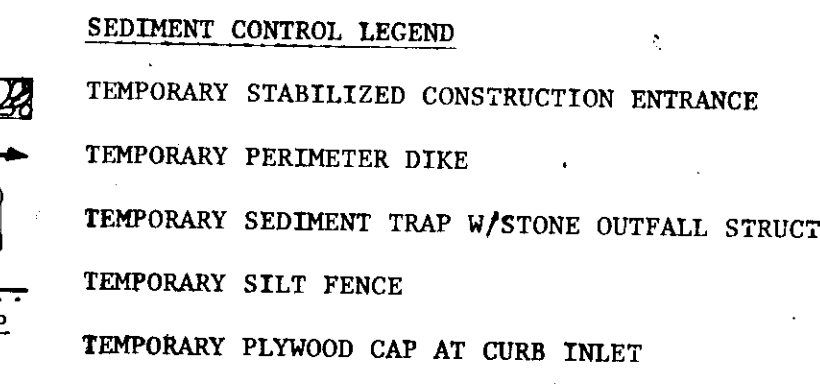 SEDIMENT CONTROL LEGEND
TEMPORARY STABILIZED CONSTRUCTION ENTRANCE
TEMPORARY PERIMETER DIKE
TEMPORARY SEDIMENT TRAP W/STONE OUTFALL STRUCT
TEMPORARY SILT FENCE
TEMPORARY PLYWOOD CAP AT CURB INLET